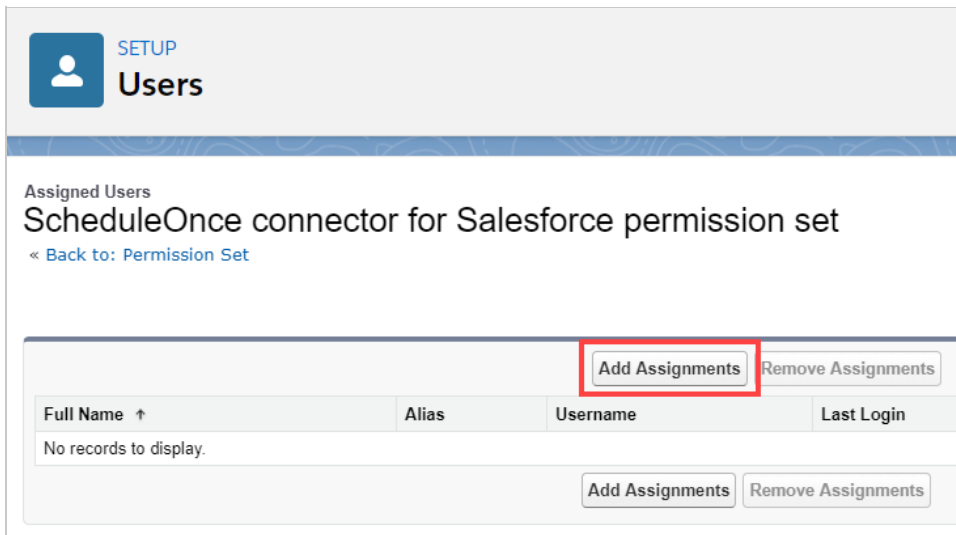 SETUP
Users
Assigned Users
ScheduleOnce connector for Salesforce permission set
« Back to: Permission Set
Add Assignments Remove Assignments
Full Name ↑ Alias Username Last Login
No records to display.
Add Assignments Remove Assignments